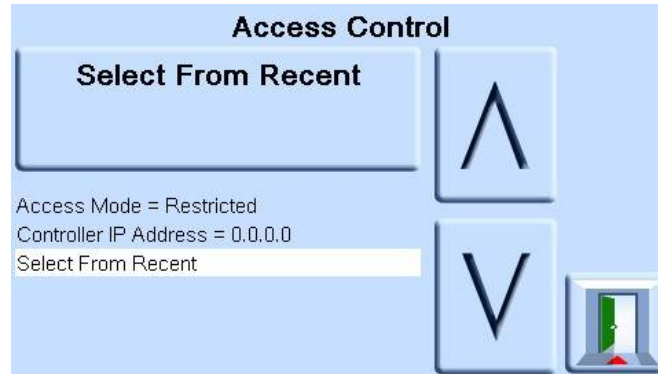 Access Control
Select From Recent
Access Mode = Restricted
Controller IP Address = 0.0.0.0
Select From Recent